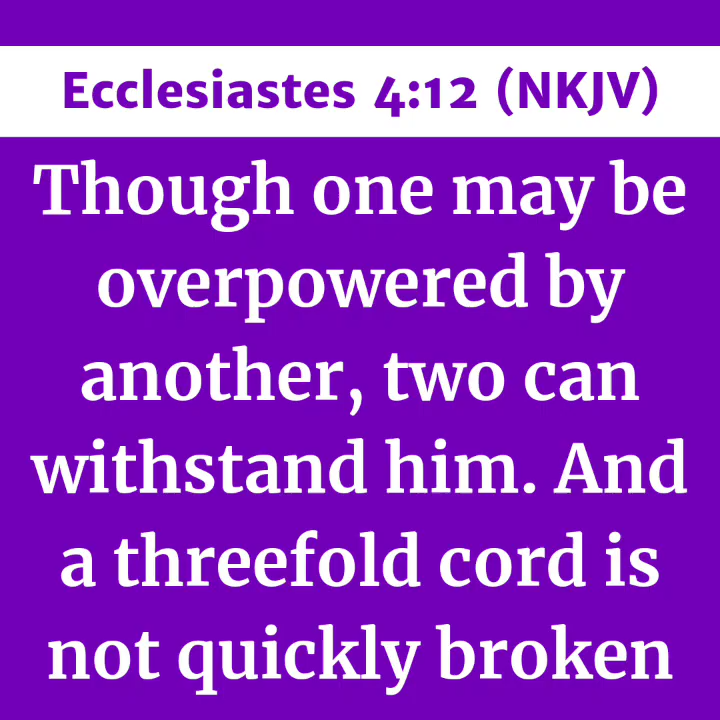 Ecclesiastes 4:12 (NKJV)
Though one may be
overpowered by
another, two can
withstand him. And
a threefold cord is
not quickly broken